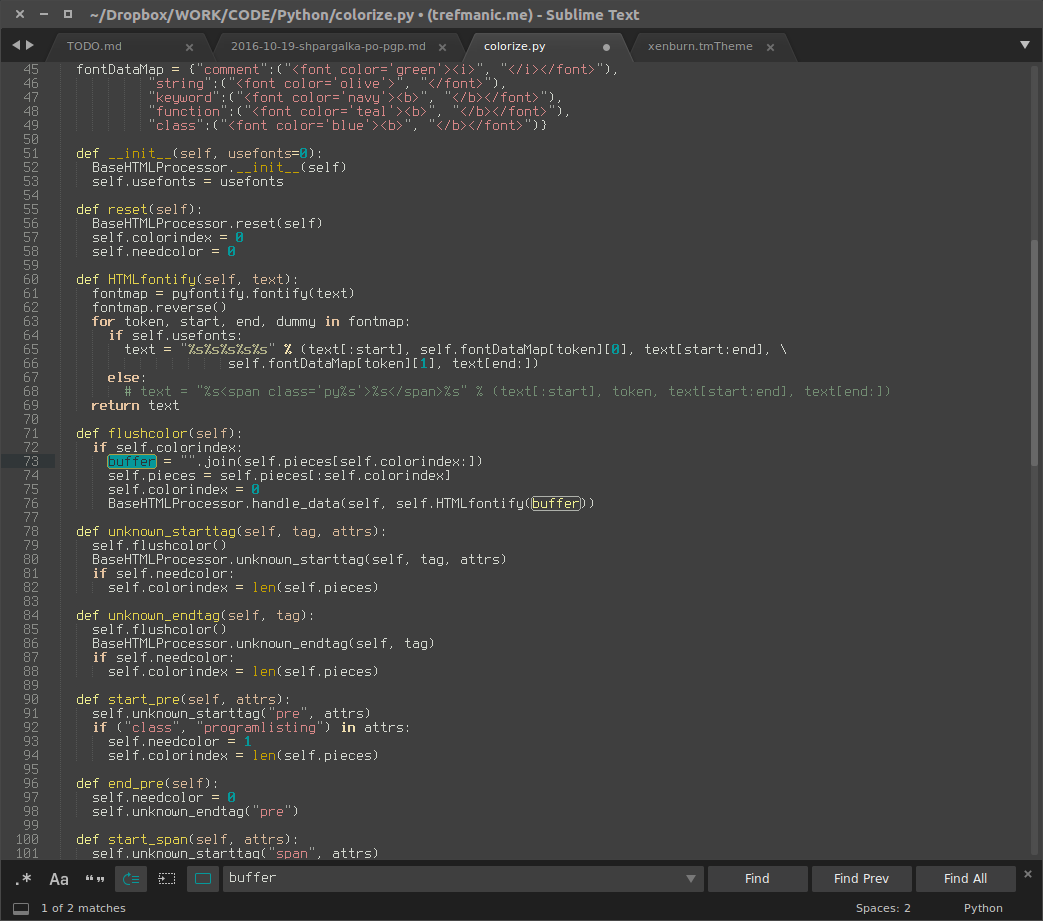 ~/Dropbox/WORK/CODE/Python/colorize.py • (trefmanic.me) - Sublime Text
TODO.md 2016-10-19-shpargalka-po-pgp.md colorize.py xenburn.tmTheme
45 fontDataMap = {"comment":("<font color='green'><i>", "</i></font>"),
46 "string":("<font color='olive'>", "</font>"),
47 "keyword":("<font color='navy'><b>", "</b></font>"),
48 "function":("<font color='teal'><b>", "</b></font>"),
49 "class":("<font color='blue'><b>", "</b></font>")}
50
51 def __init__(self, usefonts=0):
52 BaseHTMLProcessor.__init__(self)
53 self.usefonts = usefonts
54
55 def reset(self):
56 BaseHTMLProcessor.reset(self)
57 self.colorindex = 0
58 self.needcolor = 0
59
60 def HTMLfontify(self, text):
61 fontmap = pyfontify.fontify(text)
62 fontmap.reverse()
63 for token, start, end, dummy in fontmap:
64 if self.usefonts:
65 text = "%s%s%s%s%s" % (text[:start], self.fontDataMap[token][0], text[start:end], \
66 self.fontDataMap[token][1], text[end:])
67 else:
68 # text = "%s<span class='py%s'>%s</span>%s" % (text[:start], token, text[start:end], text[end:])
69 return text
70
71 def flushcolor(self):
72 if self.colorindex:
73 buffer = "".join(self.pieces[self.colorindex:])
74 self.pieces = self.pieces[:self.colorindex]
75 self.colorindex = 0
76 BaseHTMLProcessor.handle_data(self, self.HTMLfontify(buffer))
77
78 def unknown_starttag(self, tag, attrs):
79 self.flushcolor()
80 BaseHTMLProcessor.unknown_starttag(self, tag, attrs)
81 if self.needcolor:
82 self.colorindex = len(self.pieces)
83
84 def unknown_endtag(self, tag):
85 self.flushcolor()
86 BaseHTMLProcessor.unknown_endtag(self, tag)
87 if self.needcolor:
88 self.colorindex = len(self.pieces)
89
90 def start_pre(self, attrs):
91 self.unknown_starttag("pre", attrs)
92 if ("class", "programlisting") in attrs:
93 self.needcolor = 1
94 self.colorindex = len(self.pieces)
95
96 def end_pre(self):
97 self.needcolor = 0
98 self.unknown_endtag("pre")
99
100 def start_span(self, attrs):
101 self.unknown_starttag("span", attrs)
.* Aa “” buffer Find Find Prev Find All
1 of 2 matches Spaces: 2 Python